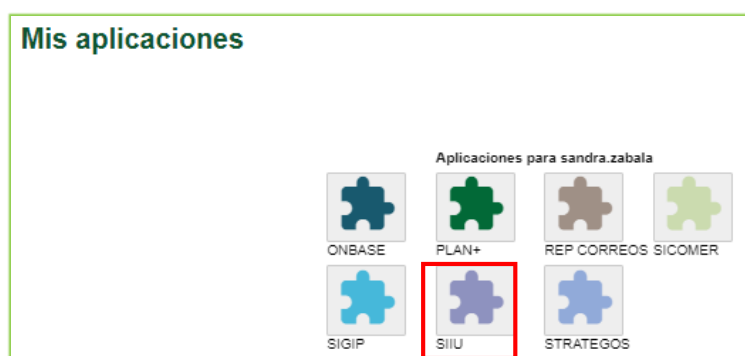 Mis aplicaciones
Aplicaciones para sandra.zabala
ONBASE PLAN+ REP CORREOS SICOMER
SIGIP SIIU STRATEGOS